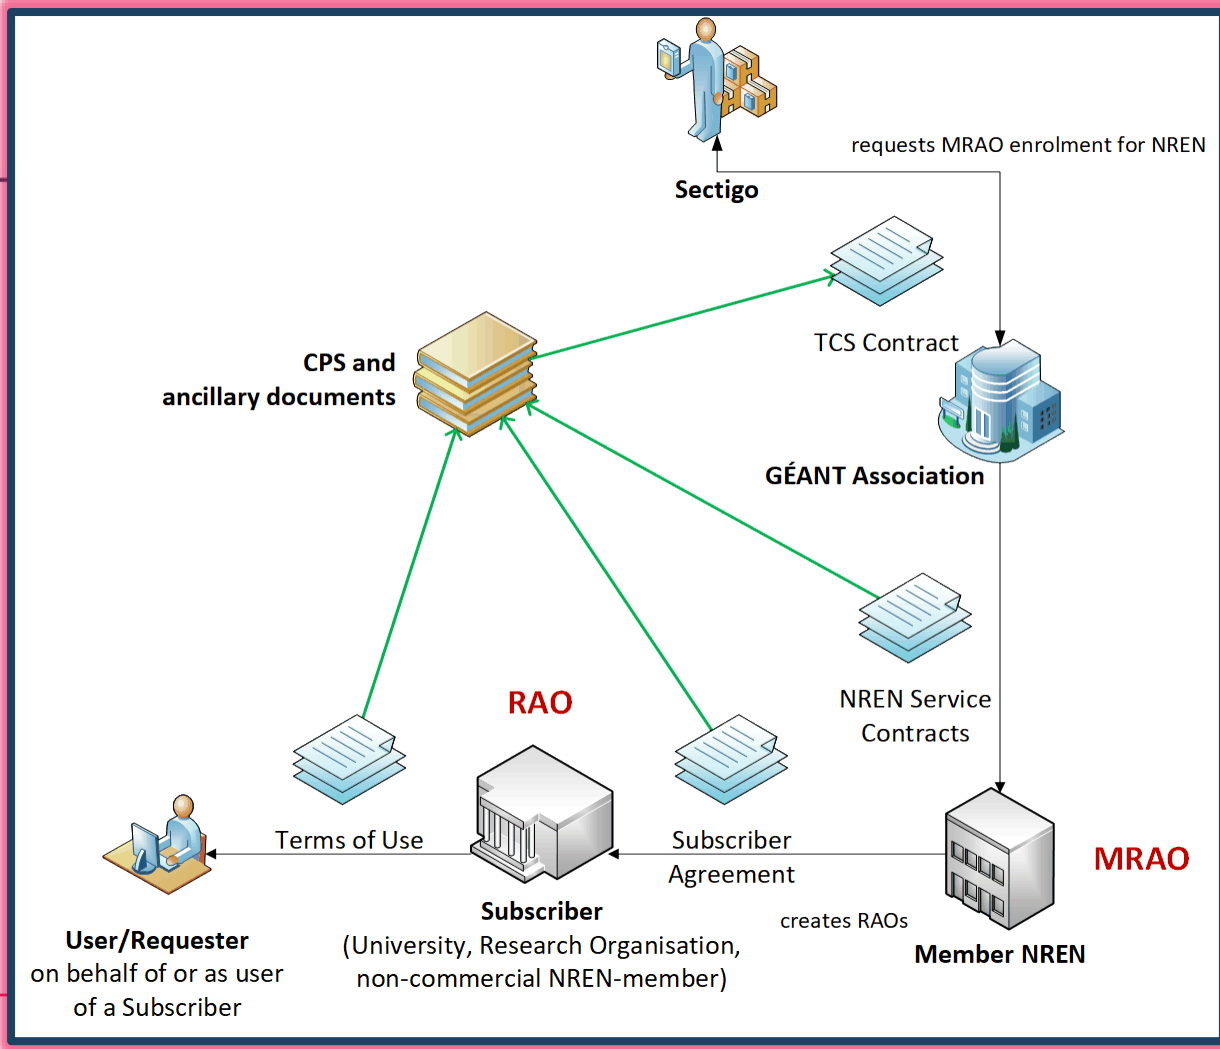 requests MRAO enrolment for NREN
Sectigo
TCS Contract
CPS and
ancillary documents
GÉANT Association
RAO
NREN Service
Contracts
Terms of Use
Subscriber
Agreement
MRAO
creates RAOs
Subscriber
(University, Research Organisation,
non-commercial NREN-member)
Member NREN
User/Requester
on behalf of or as user
of a Subscriber